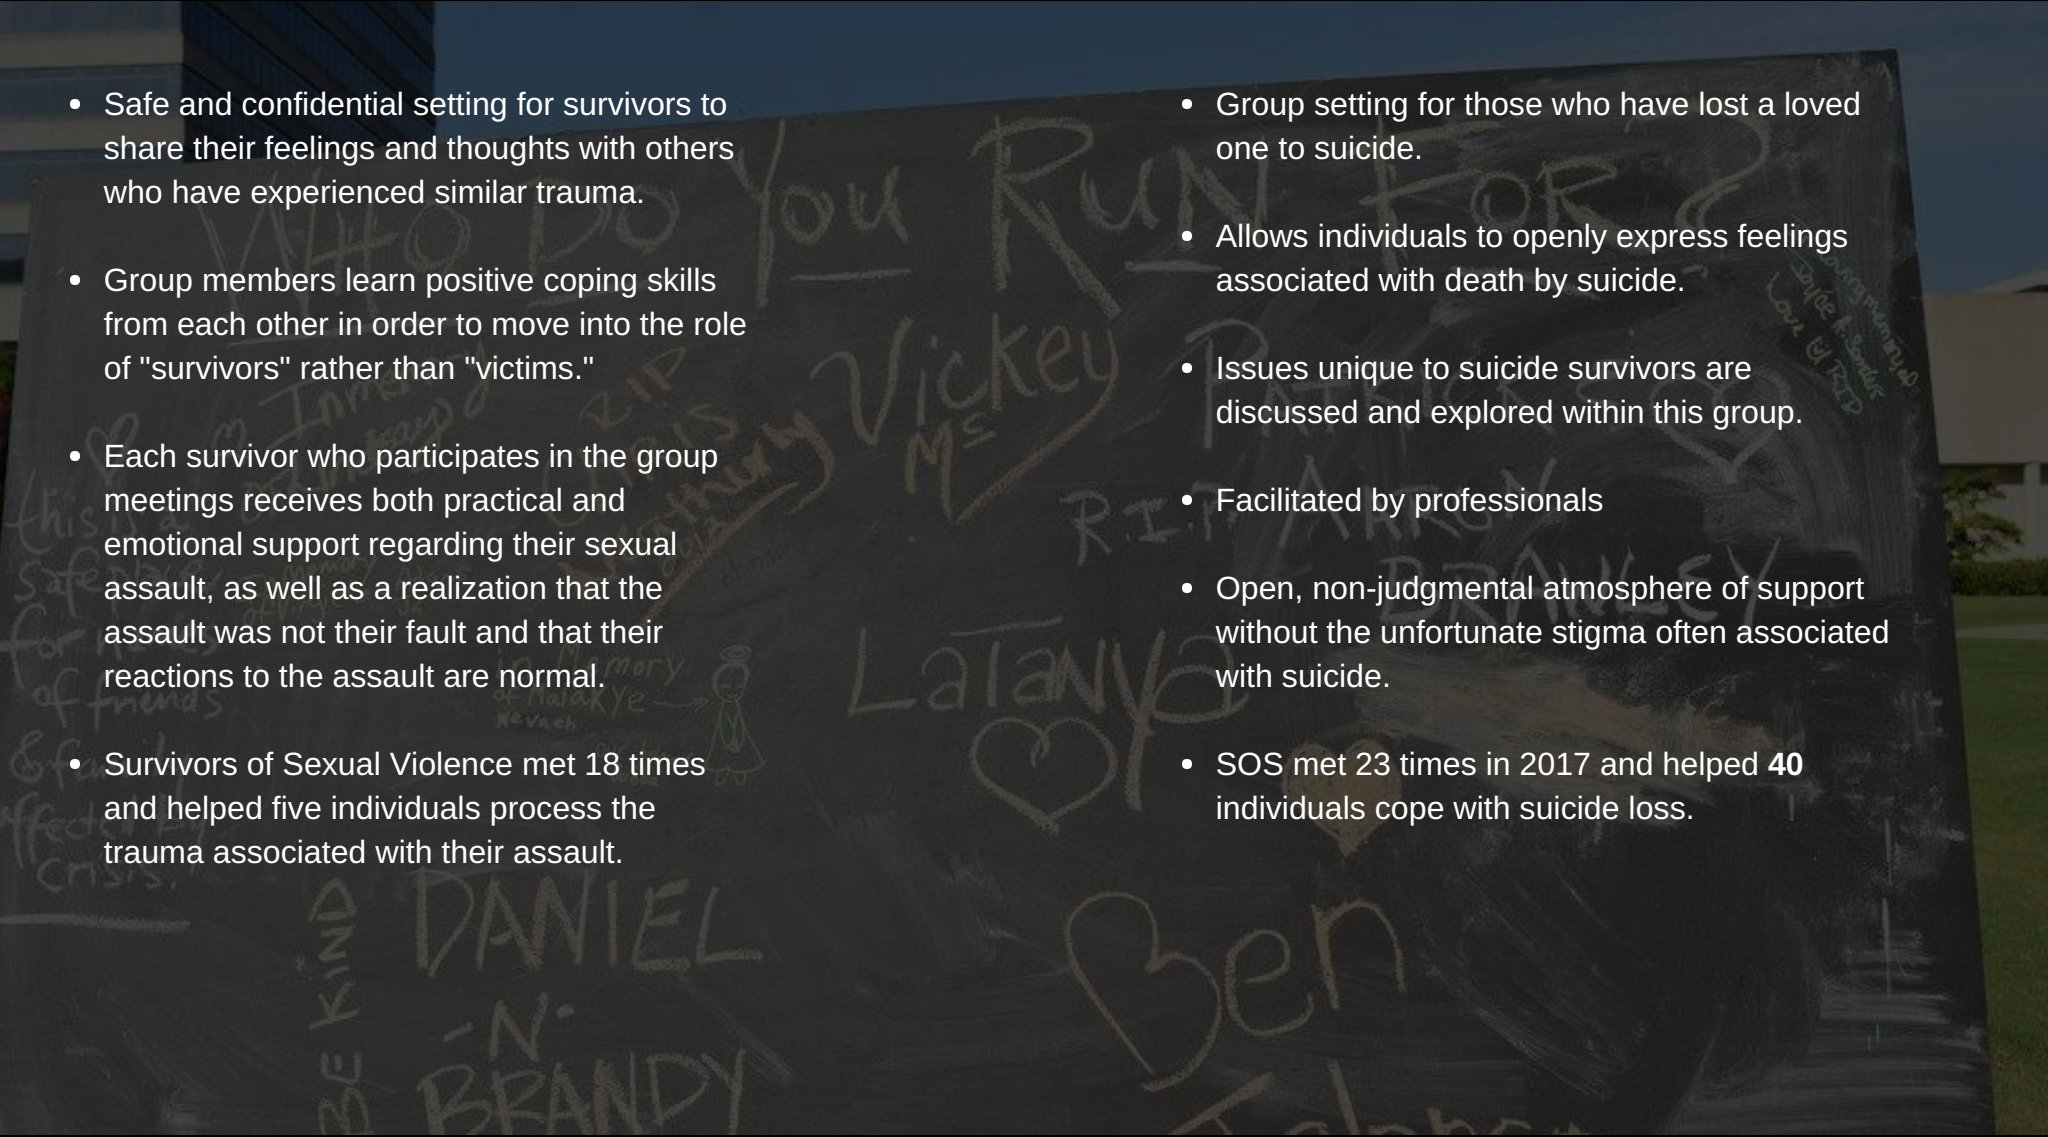 Safe and confidential setting for survivors to
share their feelings and thoughts with others
who have experienced similar trauma.
Group members learn positive coping skills
from each other in order to move into the role
of "survivors" rather than "victims."
Each survivor who participates in the group
meetings receives both practical and
emotional support regarding their sexual
assault, as well as a realization that the
assault was not their fault and that their
reactions to the assault are normal.
Survivors of Sexual Violence met 18 times
and helped five individuals process the
trauma associated with their assault.
Group setting for those who have lost a loved
one to suicide.
Allows individuals to openly express feelings
associated with death by suicide.
Issues unique to suicide survivors are
discussed and explored within this group.
Facilitated by professionals
Open, non-judgmental atmosphere of support
without the unfortunate stigma often associated
with suicide.
SOS met 23 times in 2017 and helped 40
individuals cope with suicide loss.
WHO DO You RUN FOR?
Vickey
Ms
R.I.P AARON
BRAWLEY
LaTanya
in Memory
Nevaeh
of friends
Crisis.
BE KIND
DANIEL
-N-
BRANDY
Ben